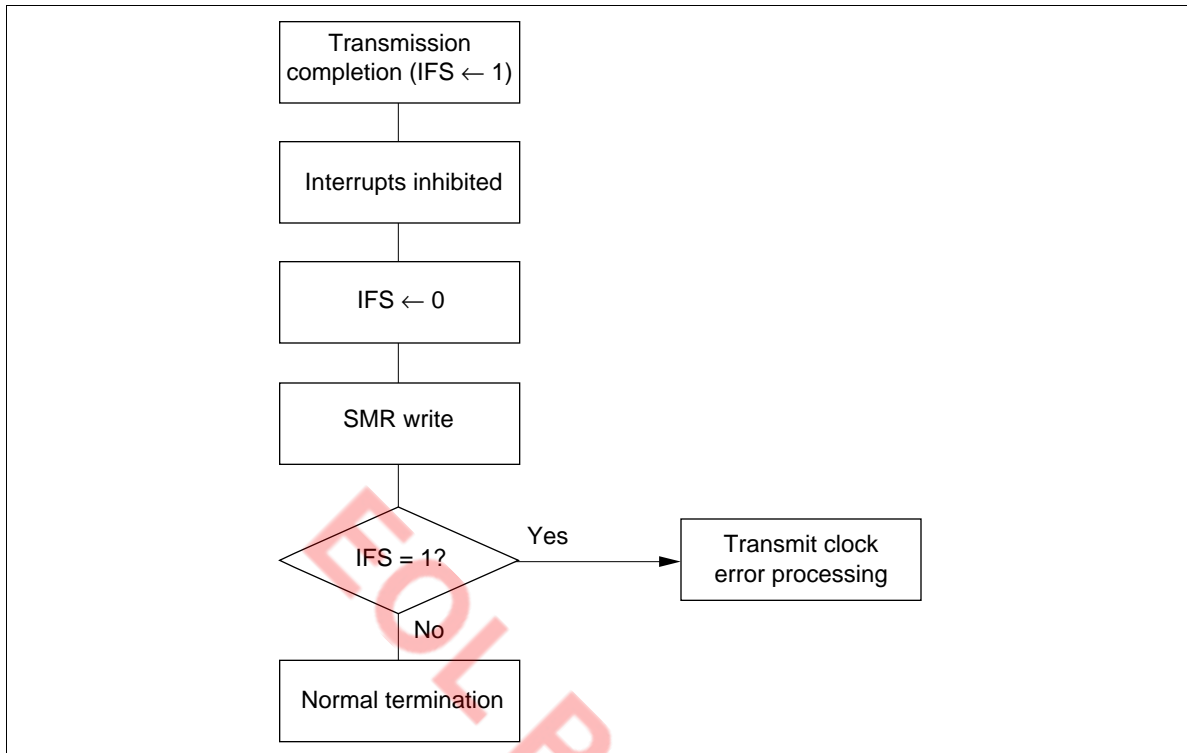 Transmission
completion (IFS ← 1)
Interrupts inhibited
IFS ← 0
SMR write
IFS = 1?
Yes
Transmit clock
error processing
No
Normal termination
EOL